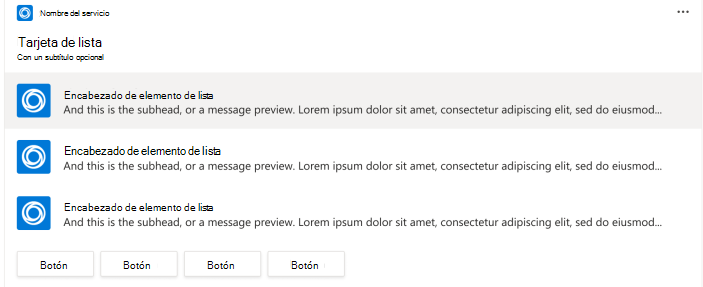 Nombre del servicio
Tarjeta de lista
Con un subtítulo opcional
Encabezado de elemento de lista
And this is the subhead, or a message preview. Lorem ipsum dolor sit amet, consectetur adipiscing elit, sed do eiusmod...
Encabezado de elemento de lista
And this is the subhead, or a message preview. Lorem ipsum dolor sit amet, consectetur adipiscing elit, sed do eiusmod...
Encabezado de elemento de lista
And this is the subhead, or a message preview. Lorem ipsum dolor sit amet, consectetur adipiscing elit, sed do eiusmod...
Botón Botón Botón Botón